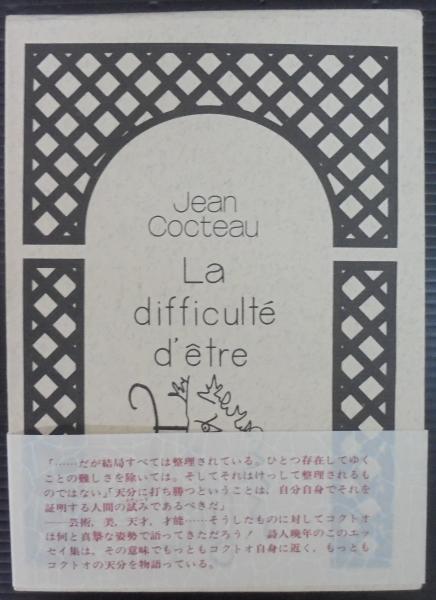 Jean
Cocteau
La
difficulté
d'être
「……だが結局すべては整理されている。ひとつ存在してゆく
ことの難しさを除いては。そしてそれはけっして整理されるも
のではない」「天分に打ち勝つということは、自分自身でそれを
証明する人間の試みであるべきだ」
――芸術，美，天才，才能……そうしたものに対してコクトオ
は何と真摯な姿勢で語ってきただろう！　詩人晩年のこのエッ
セイ集は、その意味でもっともコクトオ自身に近く，もっとも
コクトオの天分を物語っている。